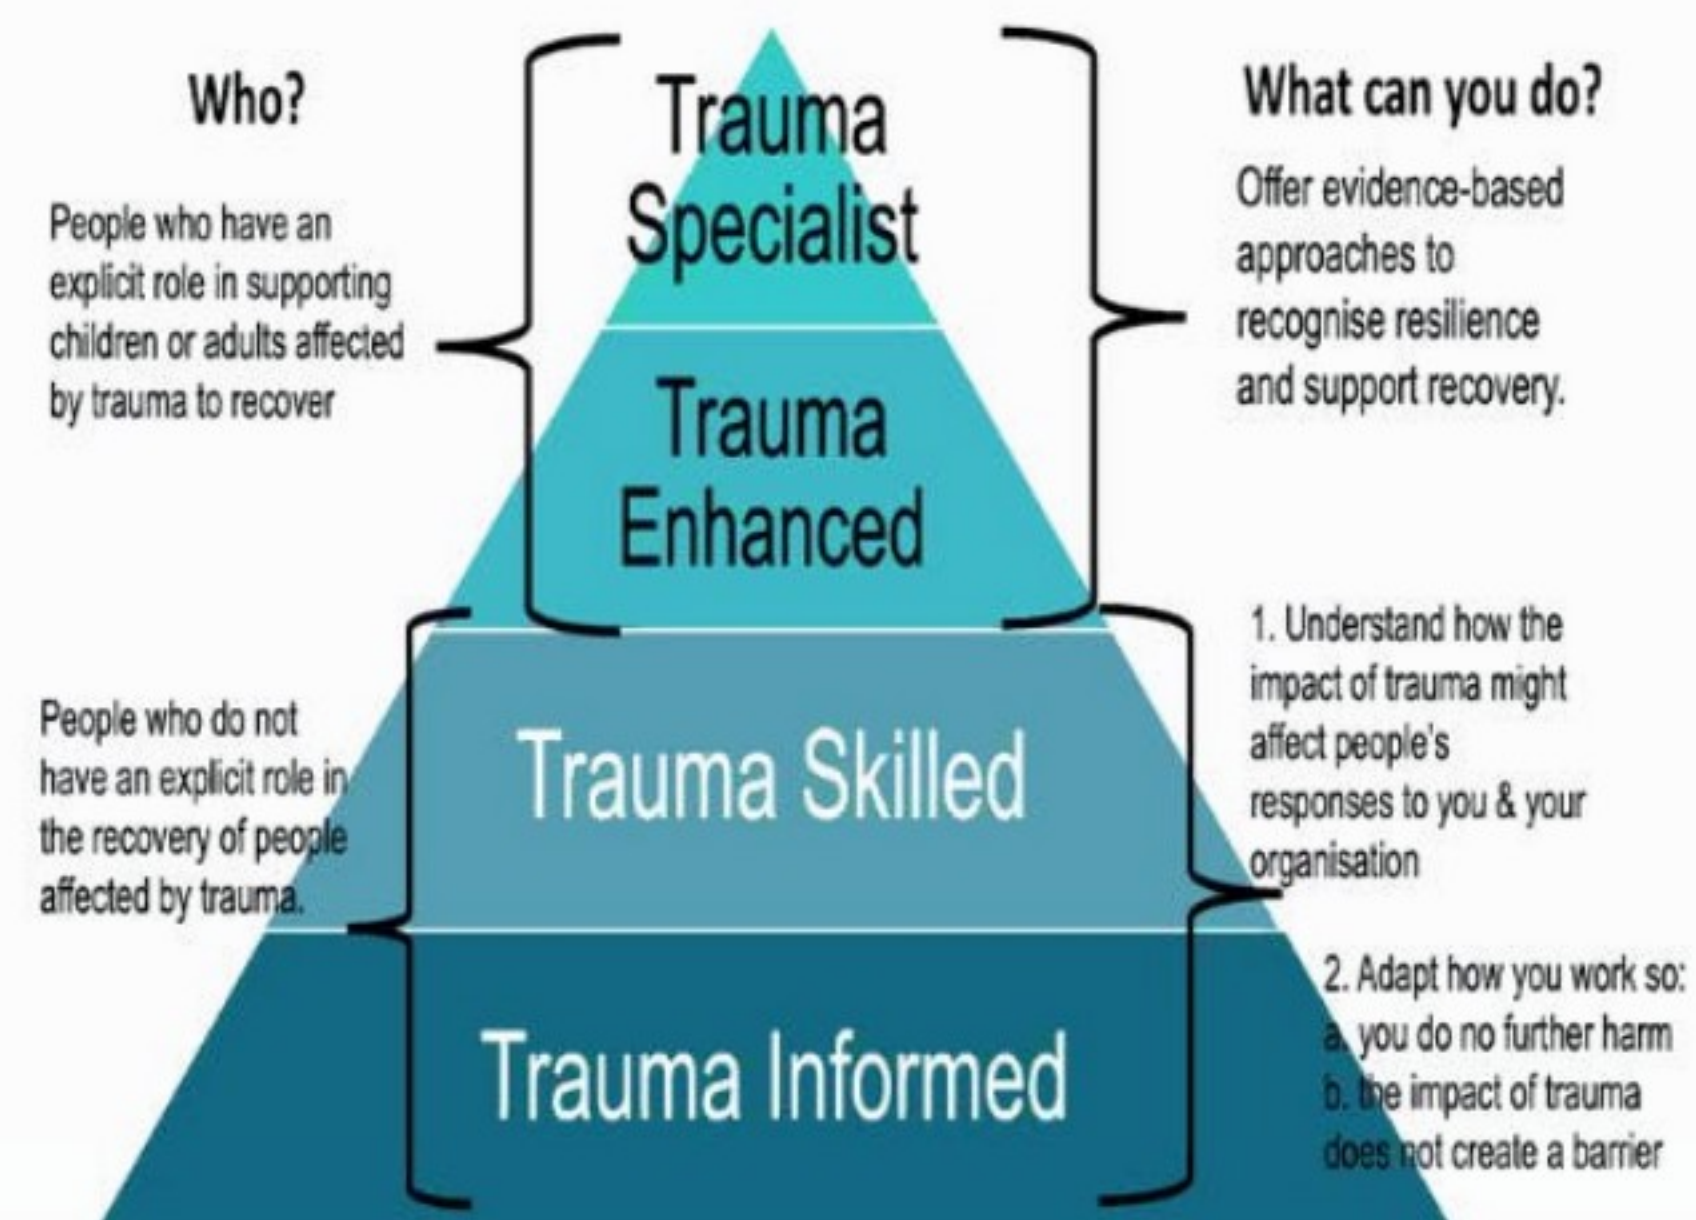 Who?
People who have an
explicit role in supporting
children or adults affected
by trauma to recover
People who do not
have an explicit role in
the recovery of people
affected by trauma.
Trauma
Specialist
Trauma
Enhanced
Trauma Skilled
Trauma Informed
What can you do?
Offer evidence-based
approaches to
recognise resilience
and support recovery.
1. Understand how the
impact of trauma might
affect people's
responses to you & your
organisation
2. Adapt how you work so:
a. you do no further harm
b. the impact of trauma
does not create a barrier